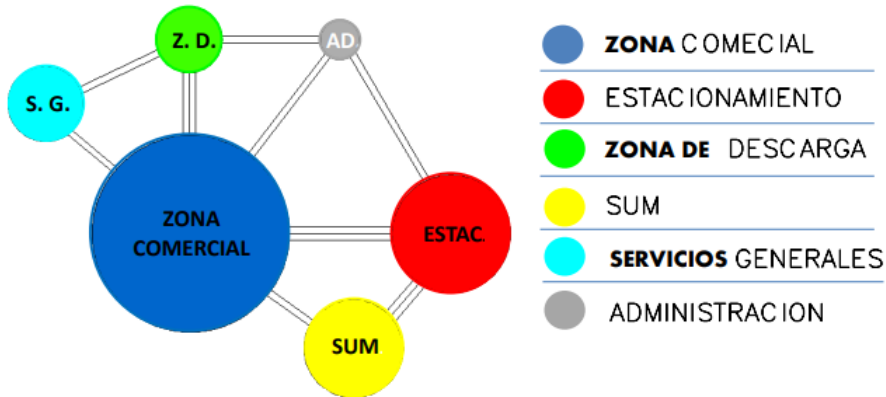 Z. D.
AD.
S. G.
ZONA
COMERCIAL
ESTAC.
SUM.
ZONA COMECIAL
ESTACIONAMIENTO
ZONA DE DESCARGA
SUM
SERVICIOS GENERALES
ADMINISTRACION